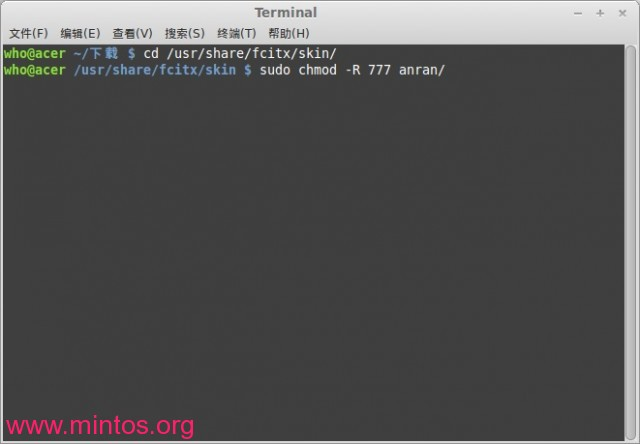 Terminal
文件(F) 编辑(E) 查看(V) 搜索(S) 终端(T) 帮助(H)
who@acer ~/下载 $ cd /usr/share/fcitx/skin/
who@acer /usr/share/fcitx/skin $ sudo chmod -R 777 anran/
www.mintos.org